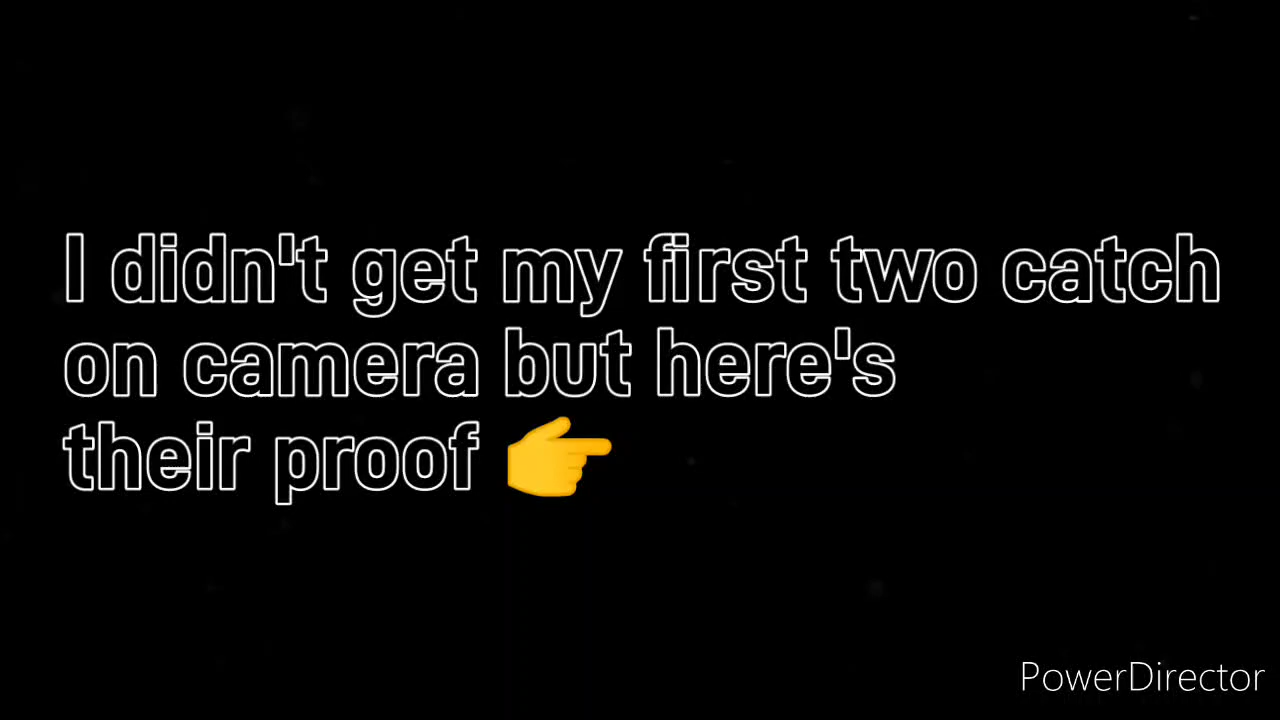 I didn't get my first two catch
on camera but here's
their proof 👉
PowerDirector